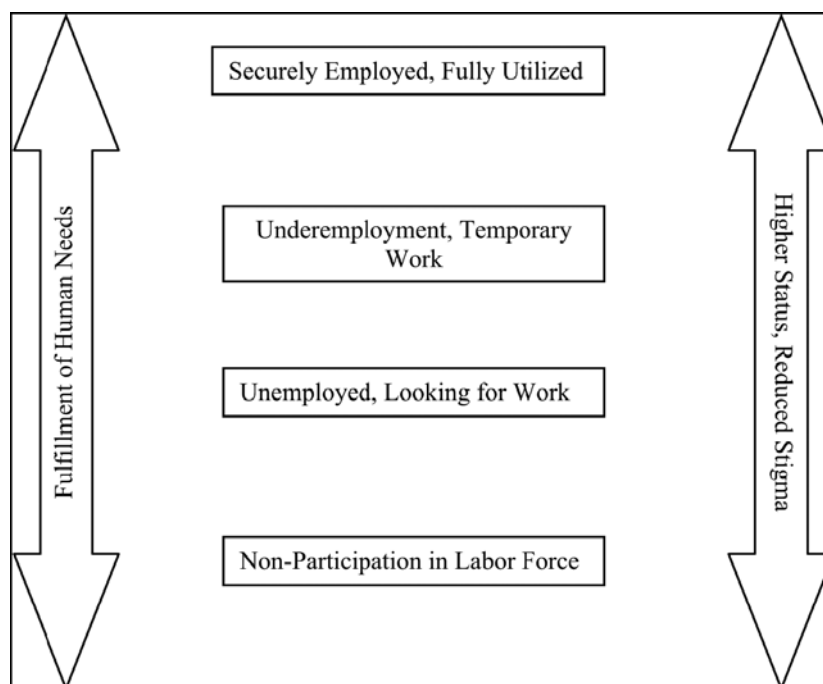 Securely Employed, Fully Utilized
Underemployment, Temporary
Work
Unemployed, Looking for Work
Non-Participation in Labor Force
Fulfillment of Human Needs
Higher Status, Reduced Stigma